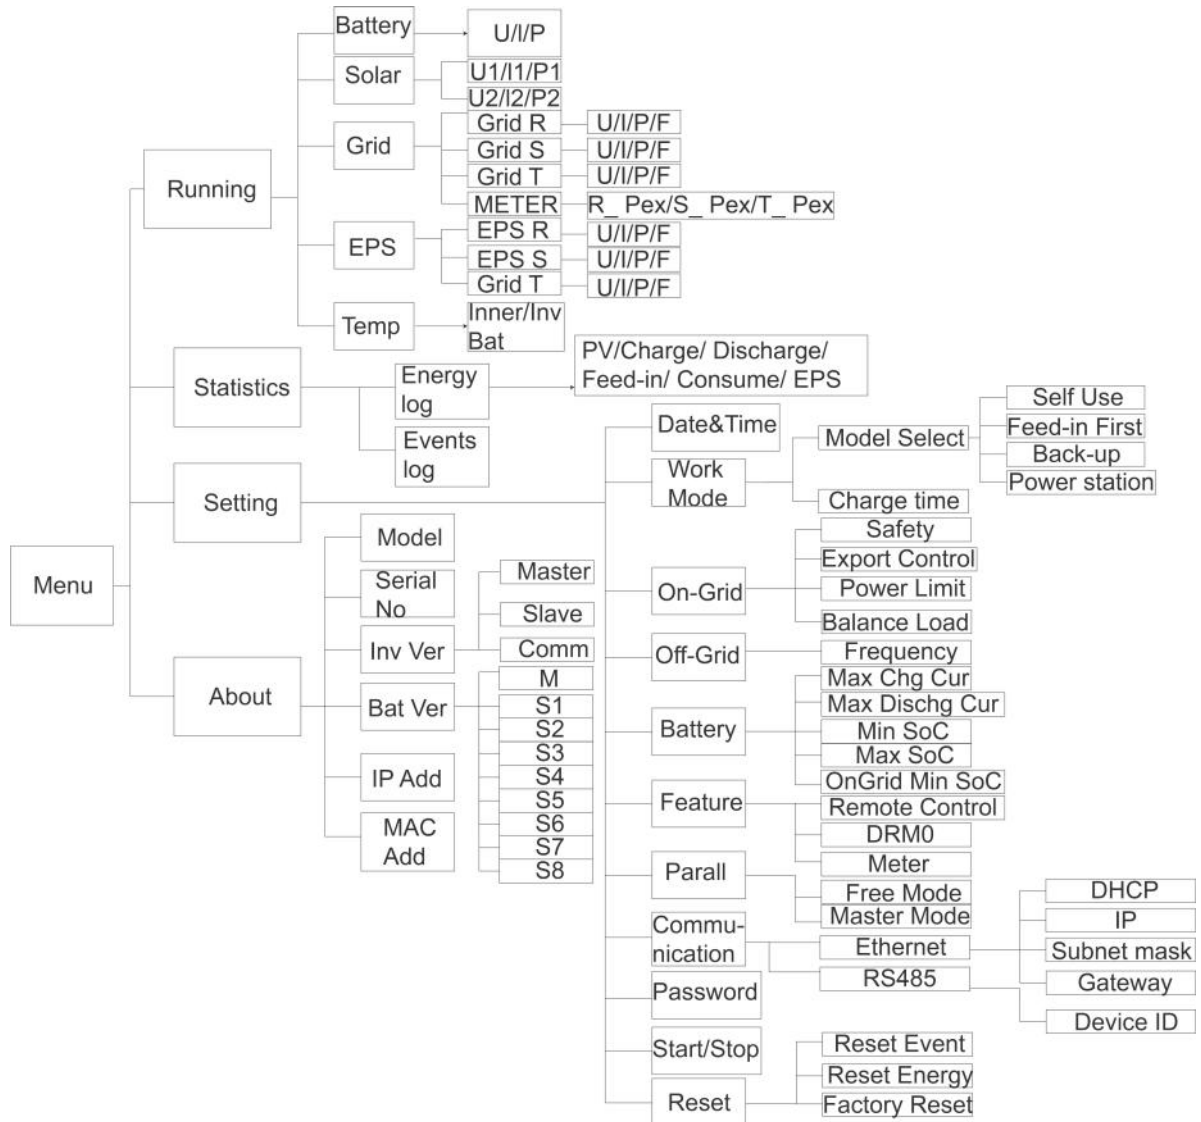 Menu
Running
Battery
U/I/P
Solar
U1/I1/P1
U2/I2/P2
Grid
Grid R
U/I/P/F
Grid S
U/I/P/F
Grid T
U/I/P/F
METER
R_ Pex/S_ Pex/T_ Pex
EPS
EPS R
U/I/P/F
EPS S
U/I/P/F
Grid T
U/I/P/F
Temp
Inner/Inv
Bat
Statistics
Energy
log
PV/Charge/ Discharge/
Feed-in/ Consume/ EPS
Events
log
Setting
Date&Time
Work
Mode
Model Select
Self Use
Feed-in First
Back-up
Power station
Charge time
On-Grid
Safety
Export Control
Power Limit
Balance Load
Off-Grid
Frequency
Battery
Max Chg Cur
Max Dischg Cur
Min SoC
Max SoC
OnGrid Min SoC
Feature
Remote Control
DRM0
Meter
Parall
Free Mode
Master Mode
Commu-
nication
Ethernet
DHCP
IP
Subnet mask
Gateway
RS485
Device ID
Password
Start/Stop
Reset
Reset Event
Reset Energy
Factory Reset
About
Model
Serial
No
Inv Ver
Master
Slave
Comm
Bat Ver
M
S1
S2
S3
S4
S5
S6
S7
S8
IP Add
MAC
Add